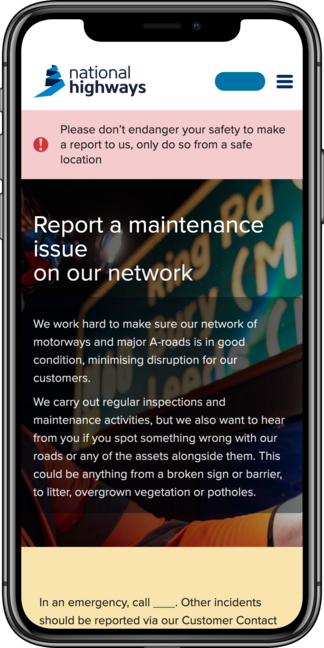 national
highways
Please don't endanger your safety to make
a report to us, only do so from a safe
location
Report a maintenance
issue
on our network
We work hard to make sure our network of
motorways and major A-roads is in good
condition, minimising disruption for our
customers.
We carry out regular inspections and
maintenance activities, but we also want to hear
from you if you spot something wrong with our
roads or any of the assets alongside them. This
could be anything from a broken sign or barrier,
to litter, overgrown vegetation or potholes.
In an emergency, call ___. Other incidents
should be reported via our Customer Contact